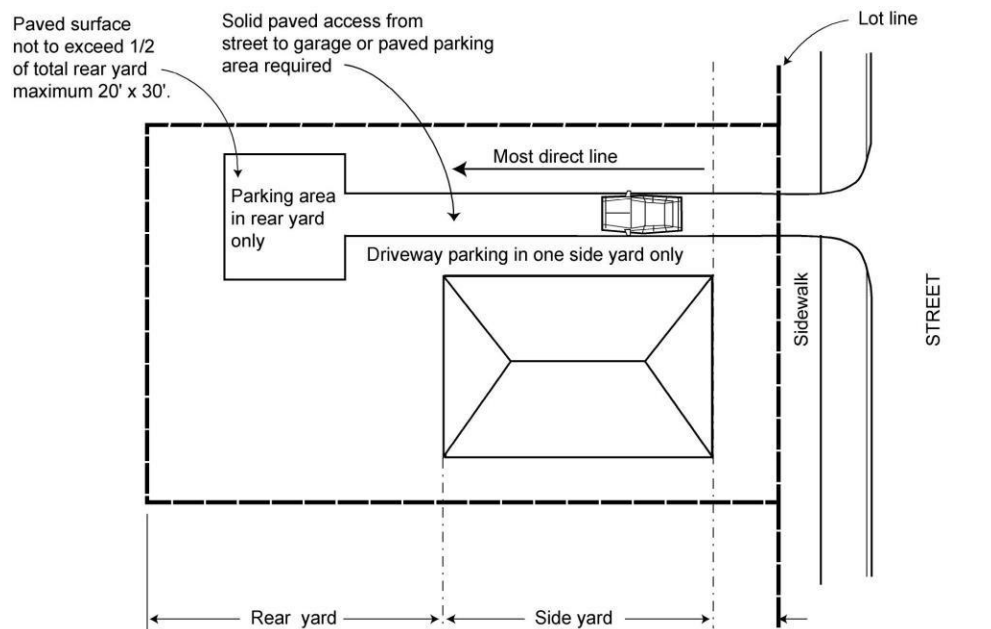 Paved surface
not to exceed 1/2
of total rear yard
maximum 20' x 30'.
Solid paved access from
street to garage or paved parking
area required
Lot line
Most direct line
Parking area
in rear yard
only
Driveway parking in one side yard only
Sidewalk
STREET
Rear yard
Side yard